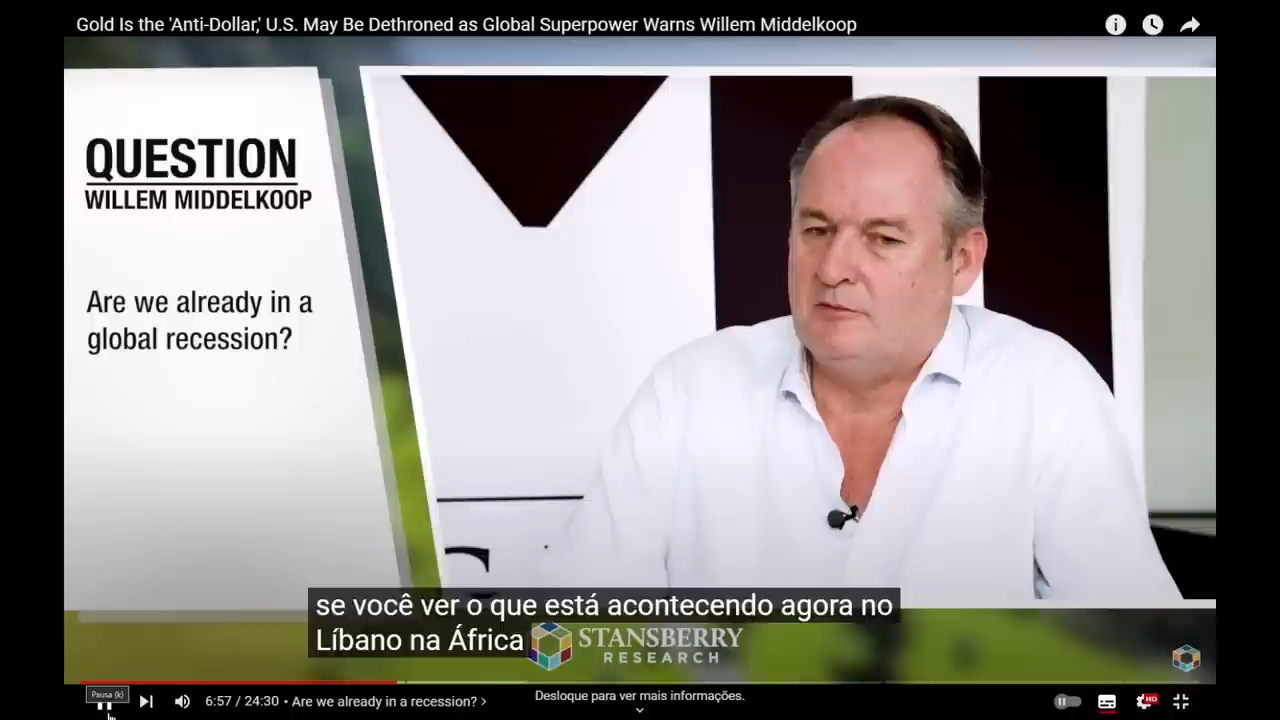 Gold Is the 'Anti-Dollar,' U.S. May Be Dethroned as Global Superpower Warns Willem Middelkoop
QUESTION
WILLEM MIDDELKOOP
Are we already in a
global recession?
se você ver o que está acontecendo agora no
Líbano na África
STANSBERRY
RESEARCH
Pausa (k)
6:57 / 24:30 • Are we already in a recession? >
Desloque para ver mais informações.
HD